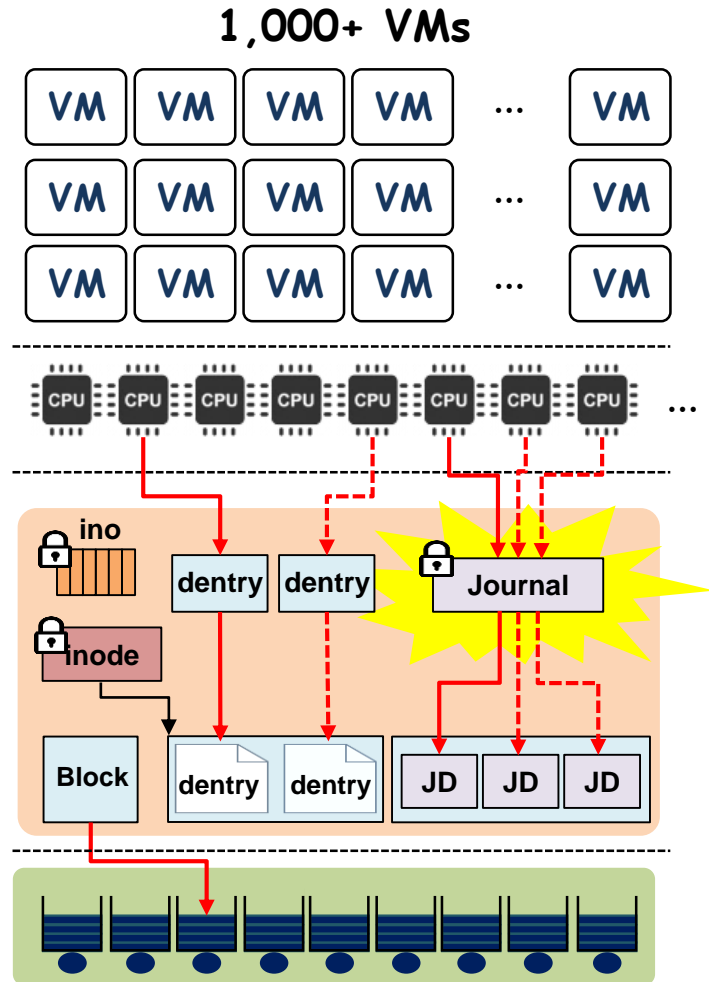 1,000+ VMs
VM VM VM VM ... VM
VM VM VM VM ... VM
VM VM VM VM ... VM
CPU CPU CPU CPU CPU CPU CPU CPU ...
ino
dentry dentry Journal
inode
Block
dentry dentry JD JD JD